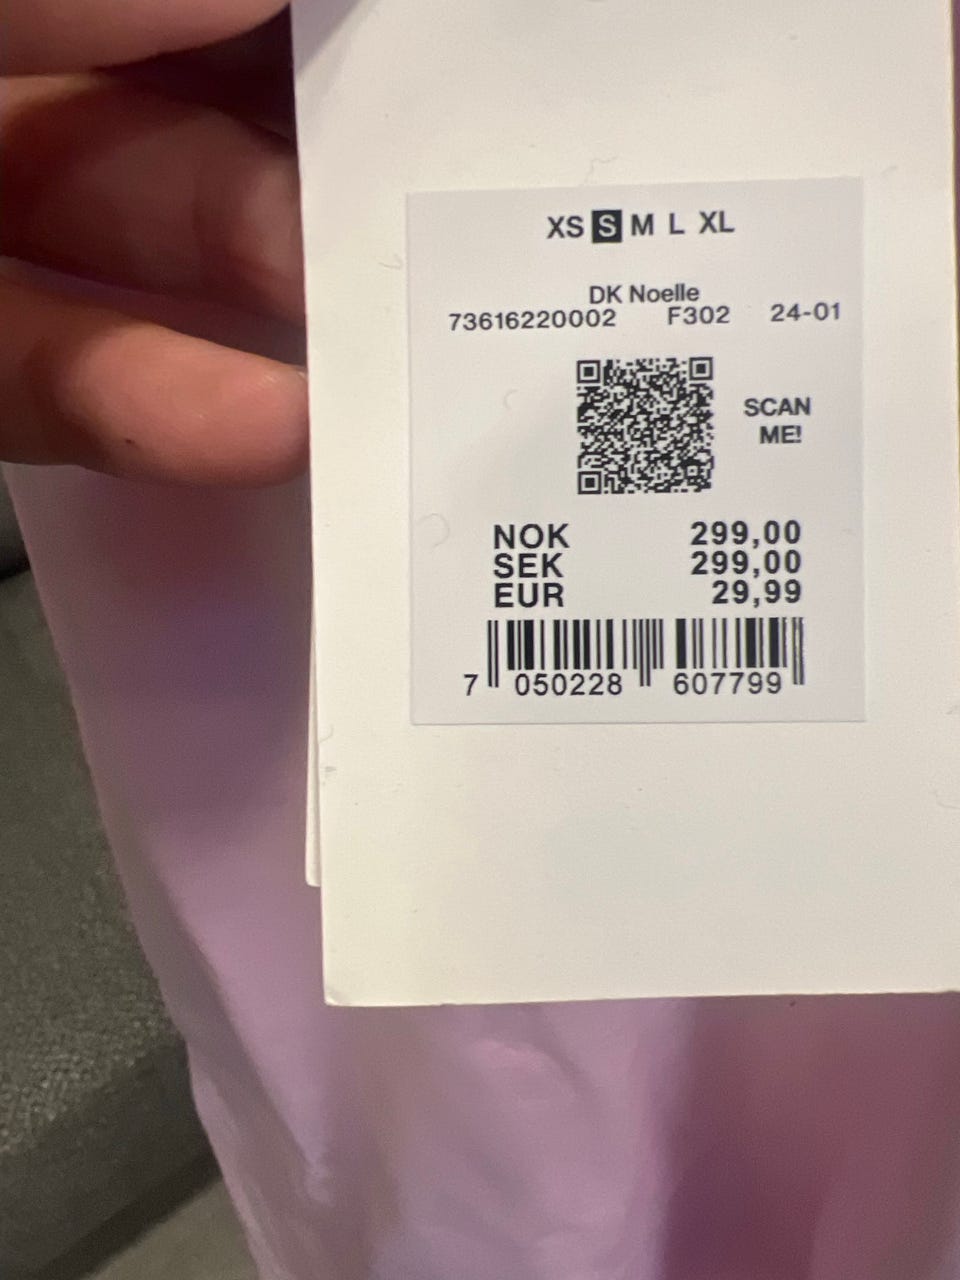 XS S M L XL
DK Noelle
73616220002 F302 24-01
SCAN
ME!
NOK 299,00
SEK 299,00
EUR 29,99
7 050228 607799